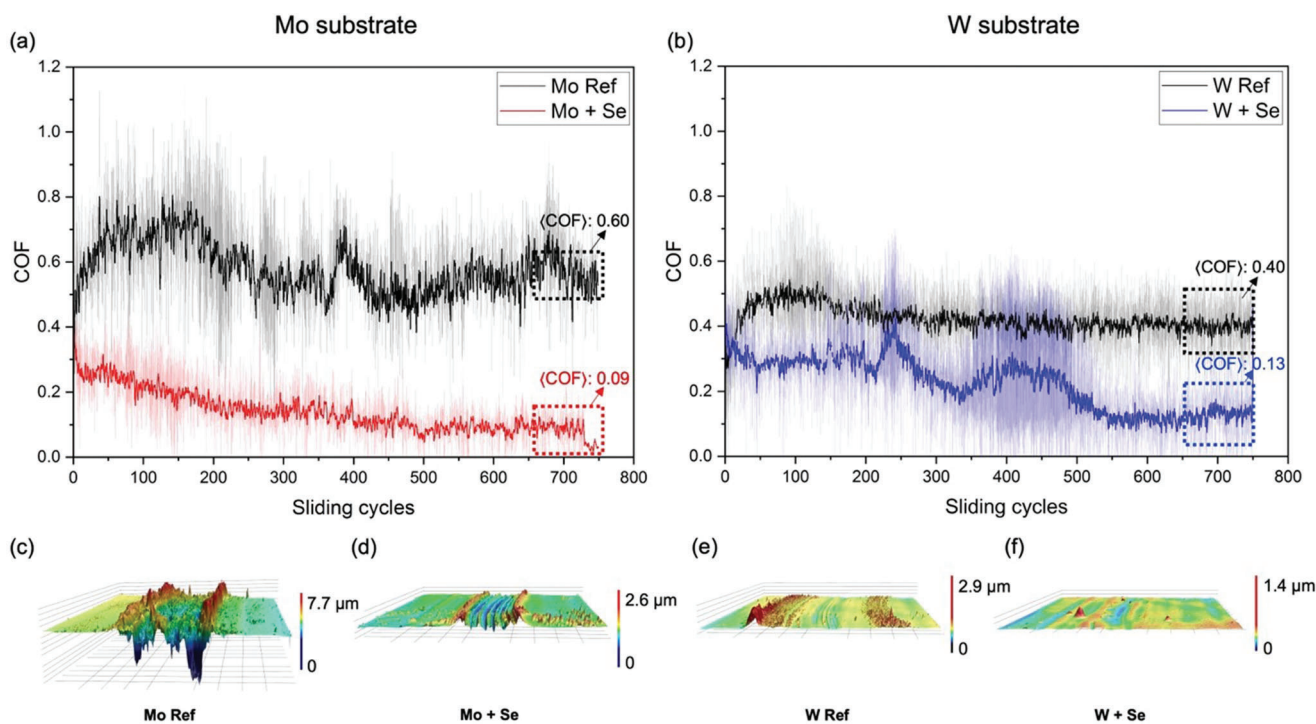 Mo substrate
W substrate
(a)
(b)
1.2
1.0
0.8
0.6
0.4
0.2
0.0
COF
Mo Ref
Mo + Se
⟨COF⟩: 0.60
⟨COF⟩: 0.09
0 100 200 300 400 500 600 700 800
Sliding cycles
1.2
1.0
0.8
0.6
0.4
0.2
0.0
COF
W Ref
W + Se
⟨COF⟩: 0.40
⟨COF⟩: 0.13
0 100 200 300 400 500 600 700 800
Sliding cycles
(c)
7.7 μm
0
Mo Ref
(d)
2.6 μm
0
Mo + Se
(e)
2.9 μm
0
W Ref
(f)
1.4 μm
0
W + Se